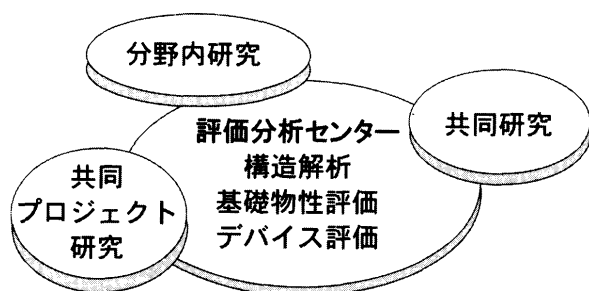 分野内研究
評価分析センター
構造解析
基礎物性評価
デバイス評価
共同研究
共同
プロジェクト
研究